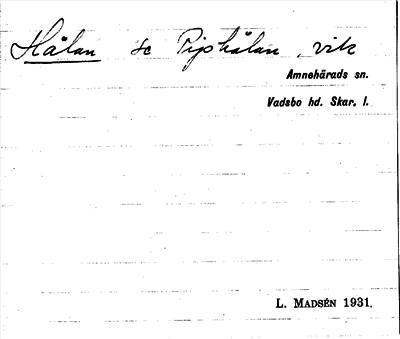 Hålan se Piphålan, vik
Amnehärads sn.
Vadsbo hd. Skar. l.
L. MADSÉN 1931.